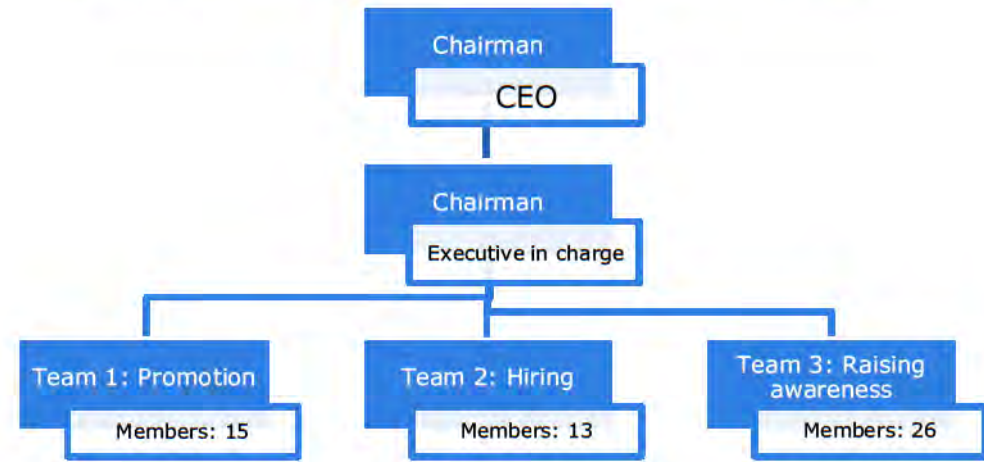 Chairman
CEO
Chairman
Executive in charge
Team 1: Promotion
Members: 15
Team 2: Hiring
Members: 13
Team 3: Raising
awareness
Members: 26